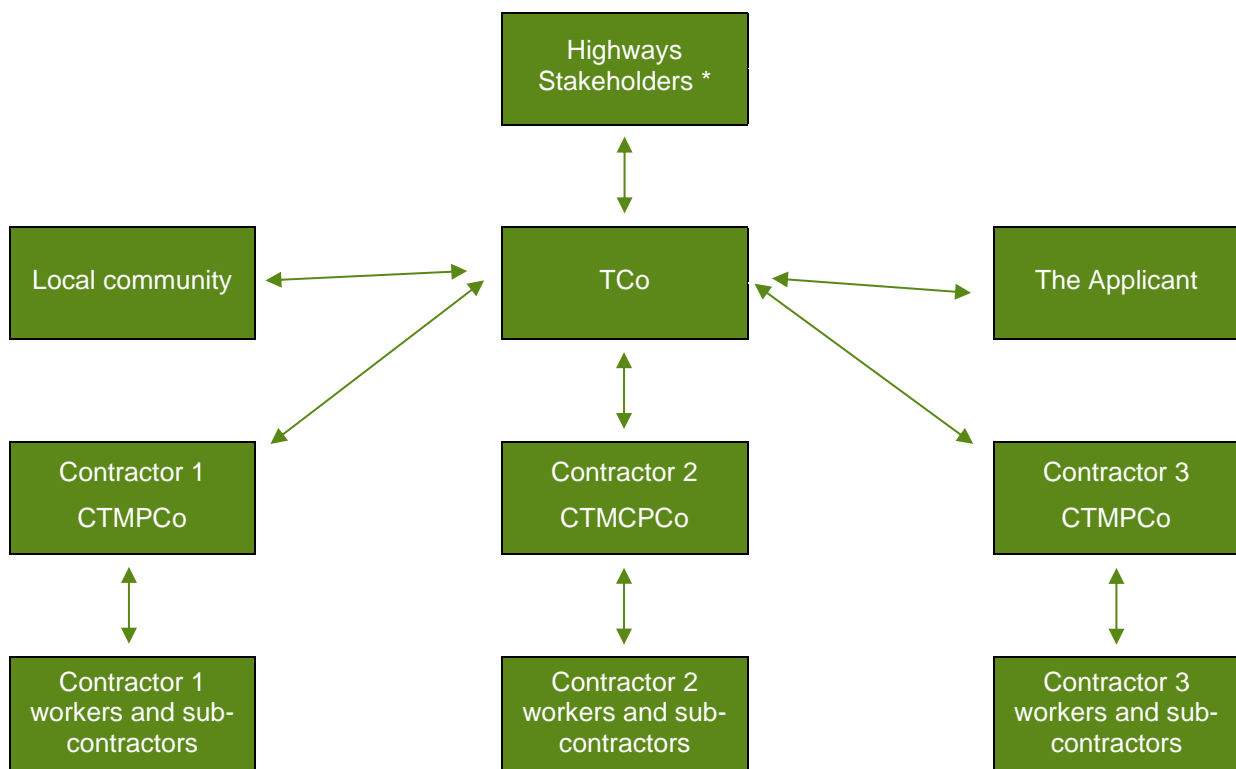 Highways
Stakeholders *
Local community
TCo
The Applicant
Contractor 1
CTMPCo
Contractor 2
CTMCPCo
Contractor 3
CTMPCo
Contractor 1
workers and sub-
contractors
Contractor 2
workers and sub-
contractors
Contractor 3
workers and sub-
contractors